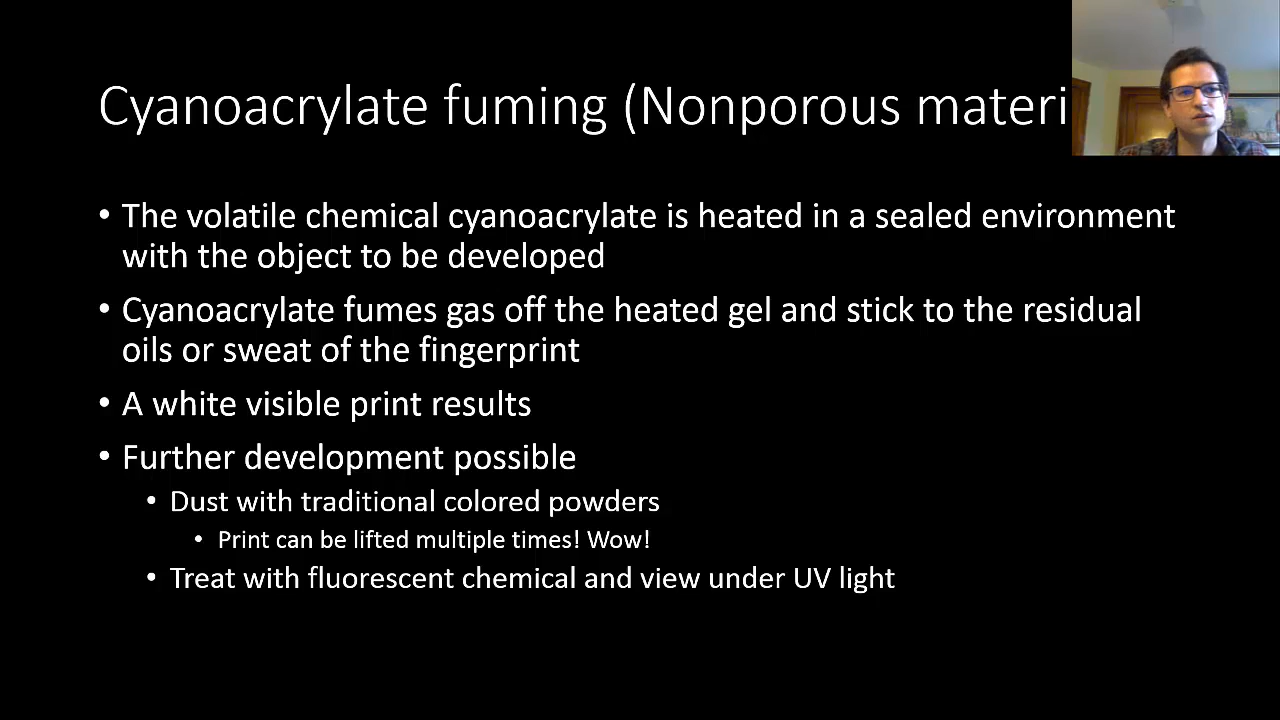 Cyanoacrylate fuming (Nonporous materi
• The volatile chemical cyanoacrylate is heated in a sealed environment
with the object to be developed
• Cyanoacrylate fumes gas off the heated gel and stick to the residual
oils or sweat of the fingerprint
• A white visible print results
• Further development possible
• Dust with traditional colored powders
• Print can be lifted multiple times! Wow!
• Treat with fluorescent chemical and view under UV light